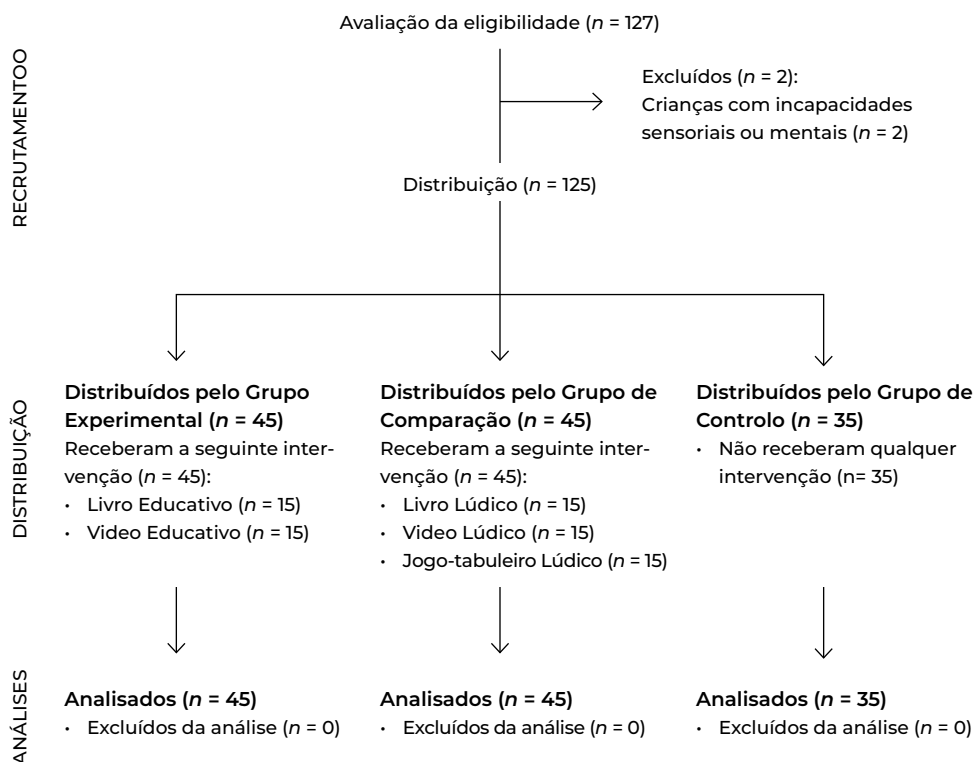 Avaliação da eligibilidade (n = 127)
RECRUTAMENTOO
Excluídos (n = 2):
Crianças com incapacidades
sensoriais ou mentais (n = 2)
Distribuição (n = 125)
DISTRIBUIÇÃO
Distribuídos pelo Grupo
Experimental (n = 45)
Receberam a seguinte inter-
venção (n = 45):
• Livro Educativo (n = 15)
• Video Educativo (n = 15)
Distribuídos pelo Grupo de
Comparação (n = 45)
Receberam a seguinte inter-
venção (n = 45):
• Livro Lúdico (n = 15)
• Video Lúdico (n = 15)
• Jogo-tabuleiro Lúdico (n = 15)
Distribuídos pelo Grupo de
Controlo (n = 35)
• Não receberam qualquer
intervenção (n= 35)
ANÁLISES
Analisados (n = 45)
• Excluídos da análise (n = 0)
Analisados (n = 45)
• Excluídos da análise (n = 0)
Analisados (n = 35)
• Excluídos da análise (n = 0)